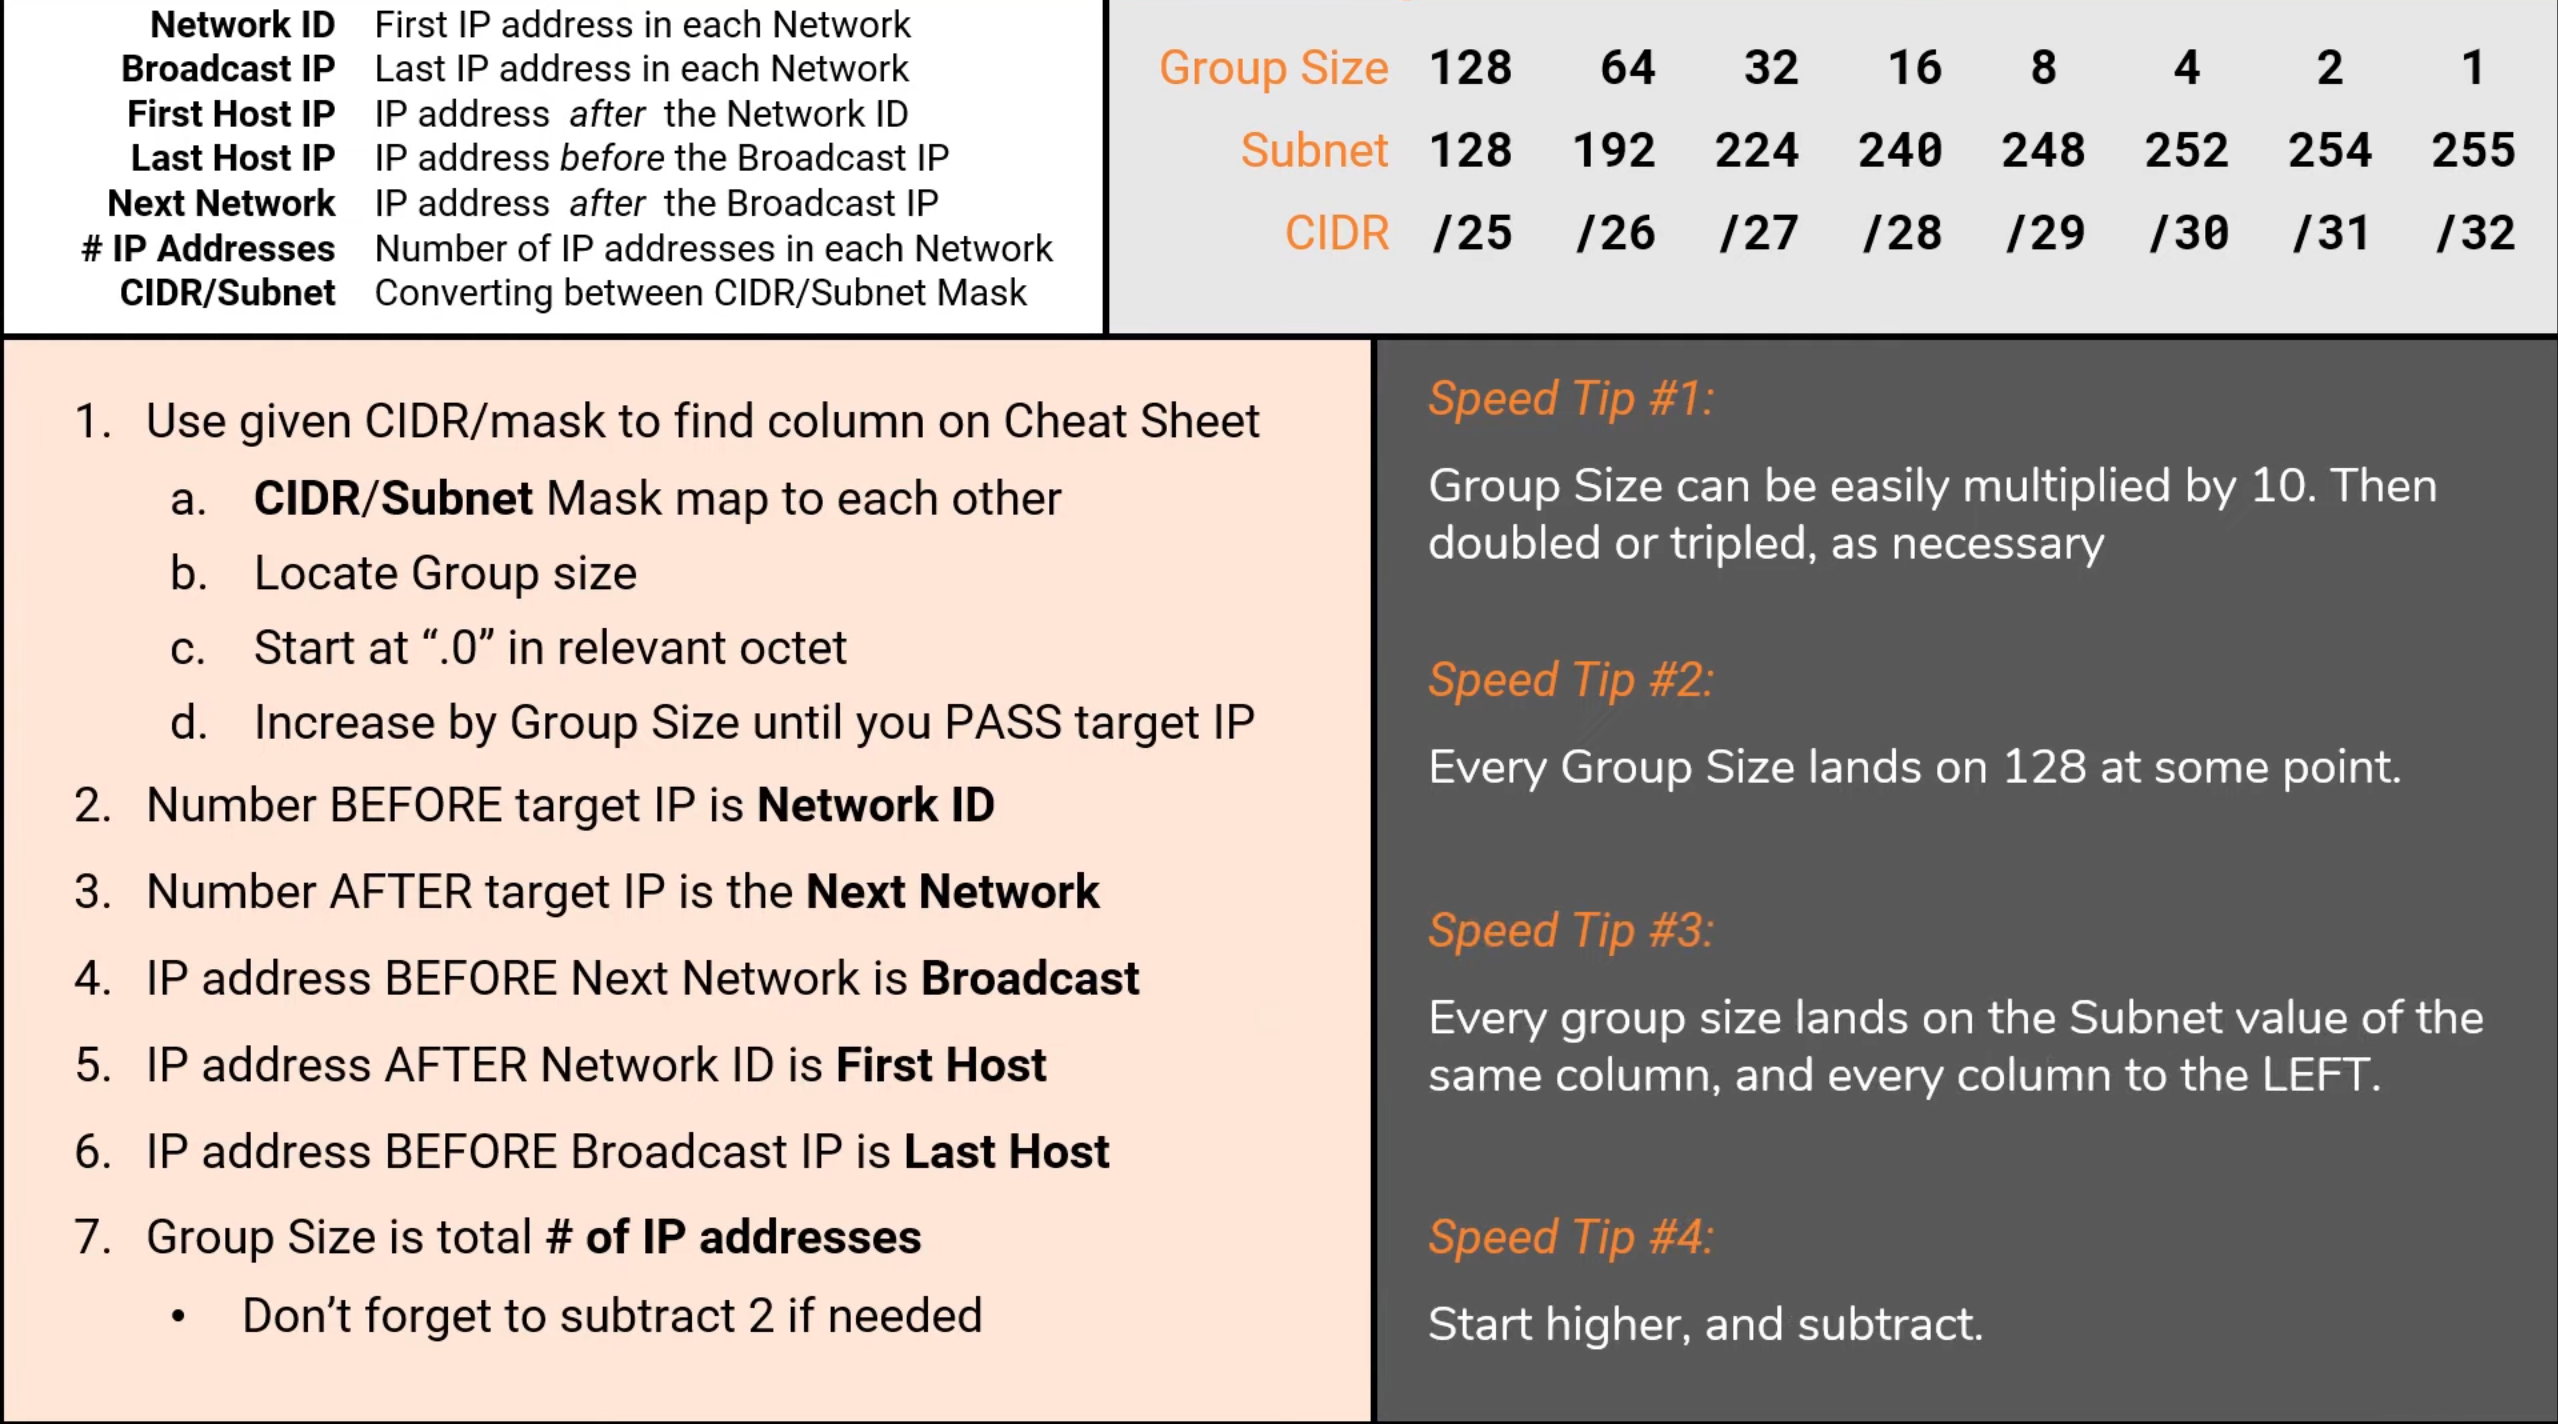 Network ID First IP address in each Network
Broadcast IP Last IP address in each Network
First Host IP IP address after the Network ID
Last Host IP IP address before the Broadcast IP
Next Network IP address after the Broadcast IP
# IP Addresses Number of IP addresses in each Network
CIDR/Subnet Converting between CIDR/Subnet Mask
Group Size 128 64 32 16 8 4 2 1
Subnet 128 192 224 240 248 252 254 255
CIDR /25 /26 /27 /28 /29 /30 /31 /32
1. Use given CIDR/mask to find column on Cheat Sheet
a. CIDR/Subnet Mask map to each other
b. Locate Group size
c. Start at “.0” in relevant octet
d. Increase by Group Size until you PASS target IP
2. Number BEFORE target IP is Network ID
3. Number AFTER target IP is the Next Network
4. IP address BEFORE Next Network is Broadcast
5. IP address AFTER Network ID is First Host
6. IP address BEFORE Broadcast IP is Last Host
7. Group Size is total # of IP addresses
• Don’t forget to subtract 2 if needed
Speed Tip #1:
Group Size can be easily multiplied by 10. Then
doubled or tripled, as necessary
Speed Tip #2:
Every Group Size lands on 128 at some point.
Speed Tip #3:
Every group size lands on the Subnet value of the
same column, and every column to the LEFT.
Speed Tip #4:
Start higher, and subtract.